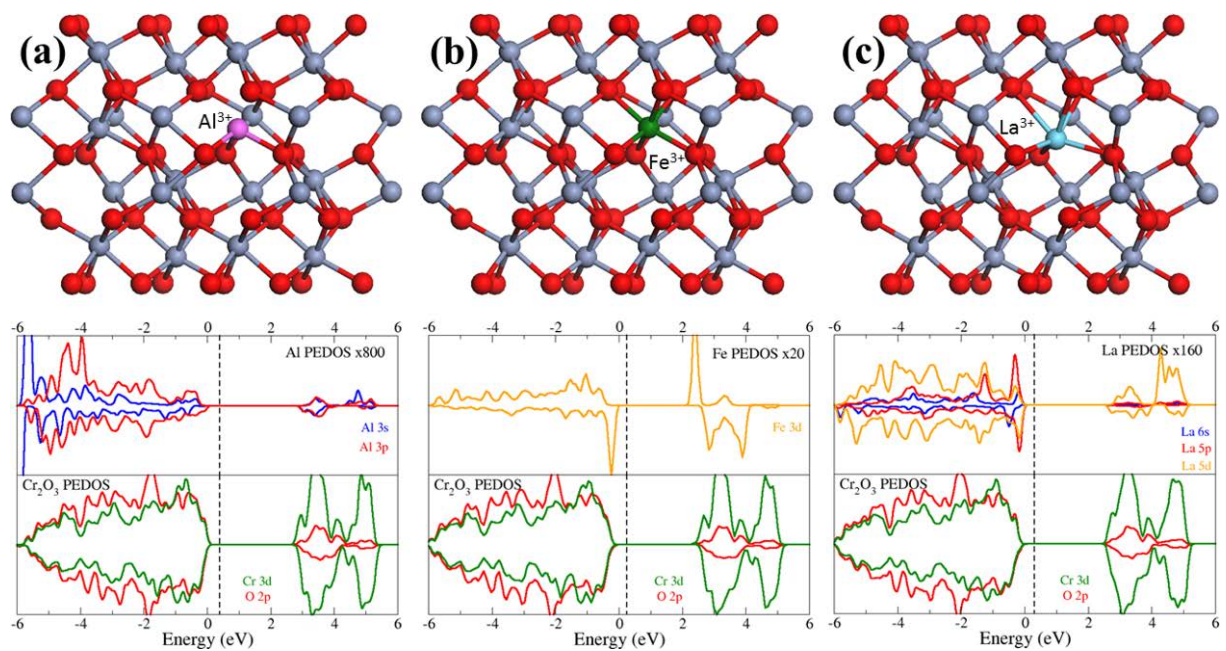 (a) (b) (c)
Al³⁺
Fe³⁺
La³⁺
-6 -4 -2 0 2 4 6
Al PEDOS x800
Al 3s
Al 3p
Cr₂O₃ PEDOS
Cr 3d
O 2p
-6 -4 -2 0 2 4 6
Energy (eV)
-6 -4 -2 0 2 4 6
Fe PEDOS x20
Fe 3d
Cr₂O₃ PEDOS
Cr 3d
O 2p
-6 -4 -2 0 2 4 6
Energy (eV)
-6 -4 -2 0 2 4 6
La PEDOS x160
La 6s
La 5p
La 5d
Cr₂O₃ PEDOS
Cr 3d
O 2p
-6 -4 -2 0 2 4 6
Energy (eV)